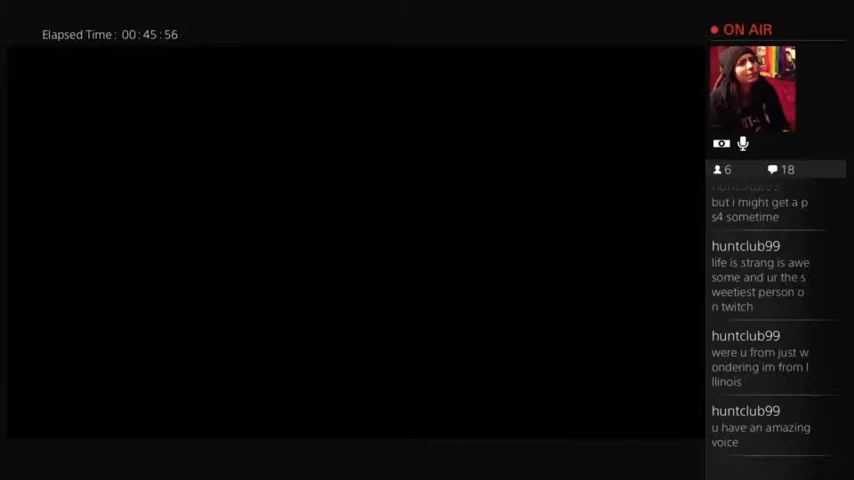 Elapsed Time: 00:45:56
ON AIR
6 18
huntclub99
but i might get a p
s4 sometime
huntclub99
life is strang is awe
some and ur the s
weetiest person o
n twitch
huntclub99
were u from just w
ondering im from I
llinois
huntclub99
u have an amazing
voice